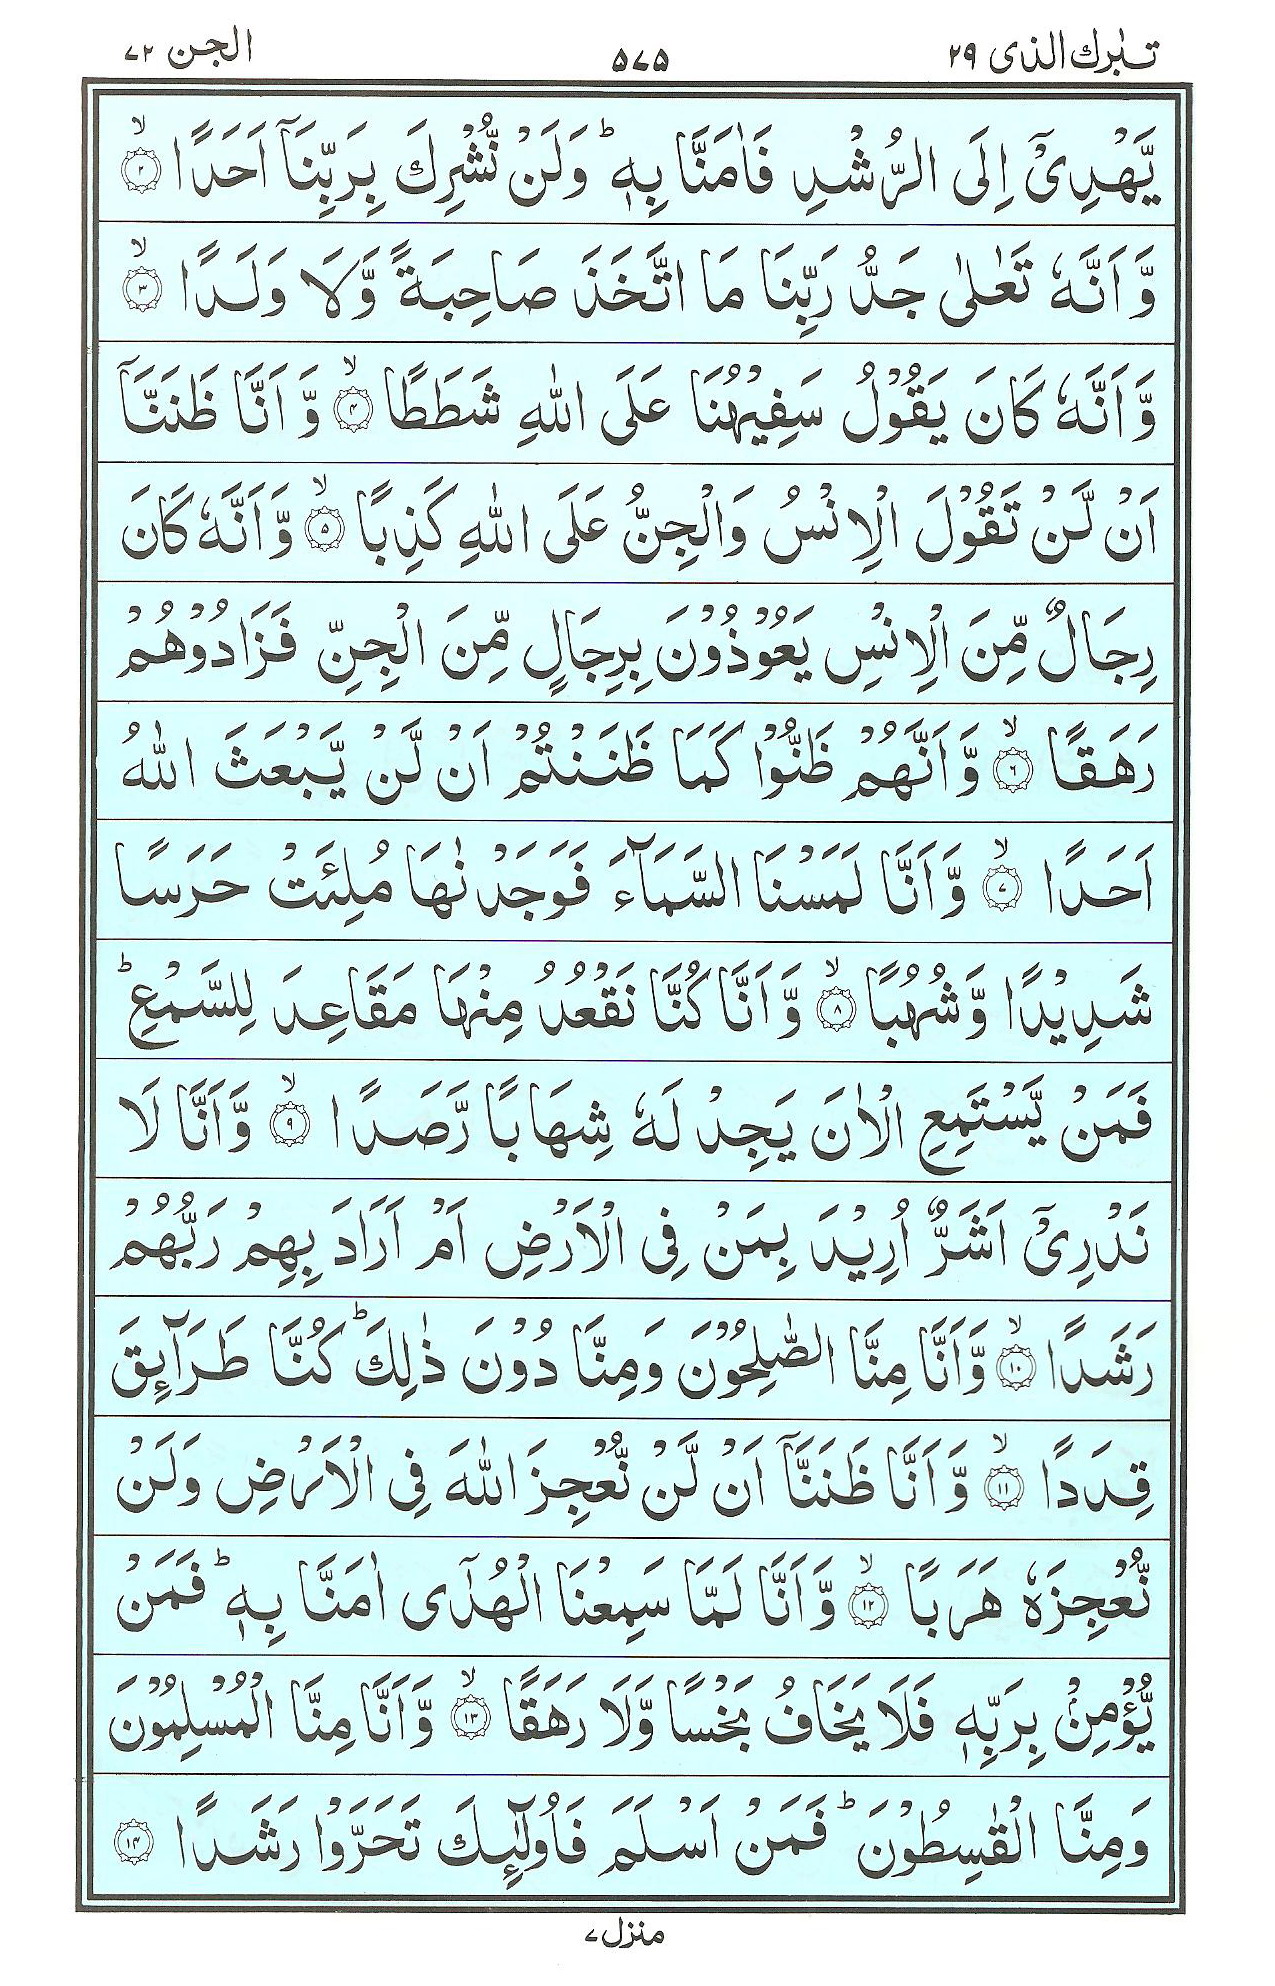 تبٰرك الذی ۲۹ ۵۷۵ الجن ۷۲
يَّهْدِىْٓ اِلَى الرُّشْدِ فَاٰمَنَّا بِهٖ ؕ وَلَنْ نُّشْرِكَ بِرَبِّنَاۤ اَحَدًا ۙ‏﴿۲﴾
وَّاَنَّهٗ تَعٰلٰى جَدُّ رَبِّنَا مَا اتَّخَذَ صَاحِبَةً وَّلَا وَلَدًا ۙ‏﴿۳﴾
وَّاَنَّهٗ كَانَ يَقُوْلُ سَفِيْهُنَا عَلَى اللّٰهِ شَطَطًا ۙ‏﴿۴﴾ وَّاَنَّا ظَنَنَّاۤ
اَنْ لَّنْ تَقُوْلَ الْاِنْسُ وَالْجِنُّ عَلَى اللّٰهِ كَذِبًا ۙ‏﴿۵﴾ وَّاَنَّهٗ كَانَ
رِجَالٌ مِّنَ الْاِنْسِ يَعُوْذُوْنَ بِرِجَالٍ مِّنَ الْجِنِّ فَزَادُوْهُمْ
رَهَقًا ۙ‏﴿۶﴾ وَّاَنَّهُمْ ظَنُّوْا كَمَا ظَنَنْتُمْ اَنْ لَّنْ يَّبْعَثَ اللّٰهُ
اَحَدًا ۙ‏﴿۷﴾ وَّاَنَّا لَمَسْنَا السَّمَآءَ فَوَجَدْنٰهَا مُلِئَتْ حَرَسًا
شَدِيْدًا وَّشُهُبًا ۙ‏﴿۸﴾ وَّاَنَّا كُنَّا نَقْعُدُ مِنْهَا مَقَاعِدَ لِلسَّمْعِ ؕ
فَمَنْ يَّسْتَمِعِ الْاٰنَ يَجِدْ لَهٗ شِهَابًا رَّصَدًا ۙ‏﴿۹﴾ وَّاَنَّا لَا
نَدْرِىْٓ اَشَرٌّ اُرِيْدَ بِمَنْ فِى الْاَرْضِ اَمْ اَرَادَ بِهِمْ رَبُّهُمْ
رَشَدًا ۙ‏﴿۱۰﴾ وَّاَنَّا مِنَّا الصّٰلِحُوْنَ وَمِنَّا دُوْنَ ذٰلِكَ ؕ كُنَّا طَرَآئِقَ
قِدَدًا ۙ‏﴿۱۱﴾ وَّاَنَّا ظَنَنَّاۤ اَنْ لَّنْ نُّعْجِزَ اللّٰهَ فِى الْاَرْضِ وَلَنْ
نُّعْجِزَهٗ هَرَبًا ۙ‏﴿۱۲﴾ وَّاَنَّا لَمَّا سَمِعْنَا الْهُدٰٓى اٰمَنَّا بِهٖ ؕ فَمَنْ
يُّؤْمِنْۢ بِرَبِّهٖ فَلَا يَخَافُ بَخْسًا وَّلَا رَهَقًا ۙ‏﴿۱۳﴾ وَّاَنَّا مِنَّا الْمُسْلِمُوْنَ
وَمِنَّا الْقٰسِطُوْنَ ؕ فَمَنْ اَسْلَمَ فَاُولٰٓئِكَ تَحَرَّوْا رَشَدًا ‏﴿۱۴﴾
منزل۷